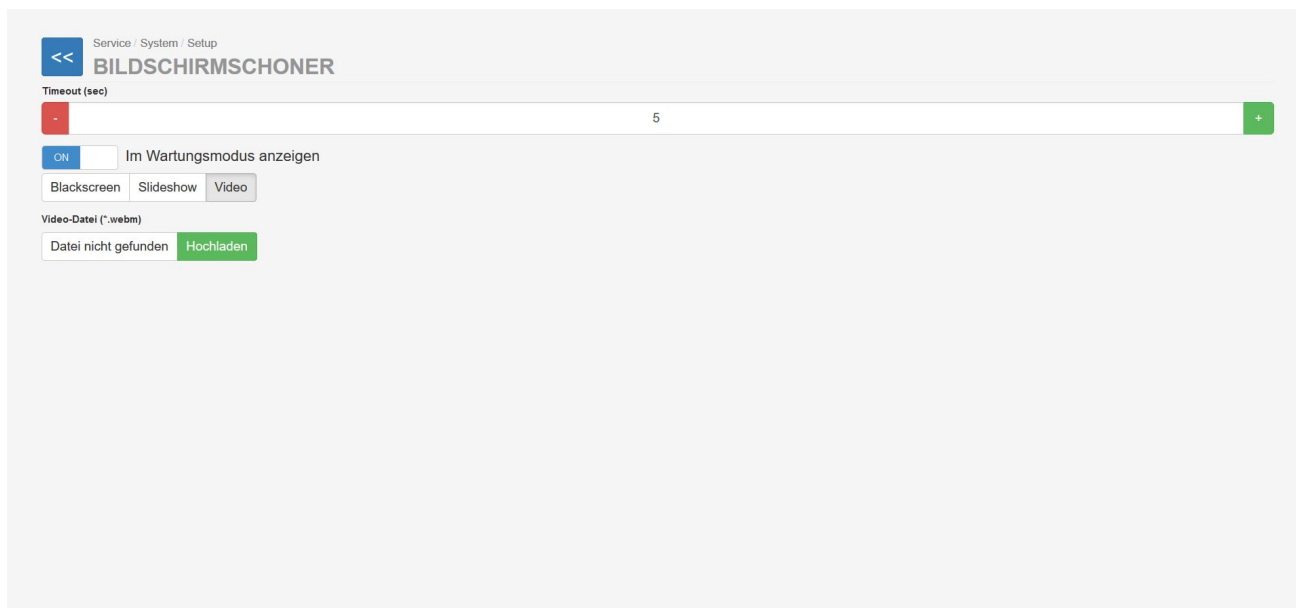 <<
Service / System / Setup
BILDSCHIRMSCHONER
Timeout (sec)
- 5 +
ON Im Wartungsmodus anzeigen
Blackscreen Slideshow Video
Video-Datei (*.webm)
Datei nicht gefunden Hochladen